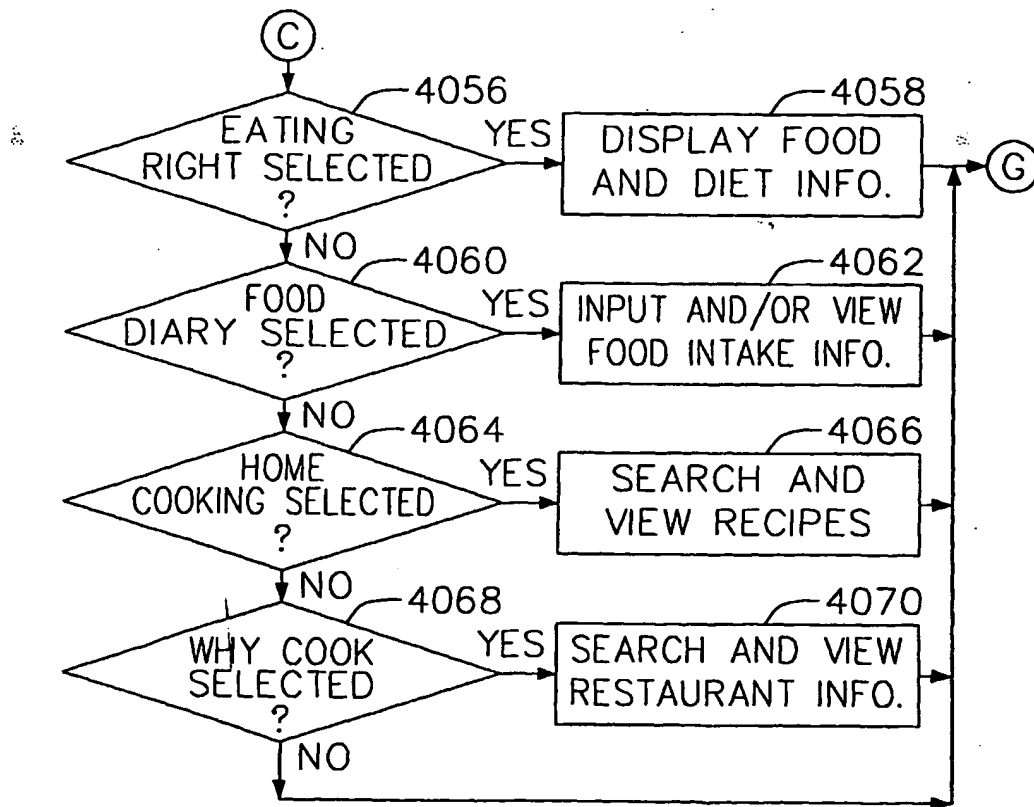 C
4056
EATING
RIGHT SELECTED
?
YES
4058
DISPLAY FOOD
AND DIET INFO.
G
NO
4060
FOOD
DIARY SELECTED
?
YES
4062
INPUT AND/OR VIEW
FOOD INTAKE INFO.
NO
4064
HOME
COOKING SELECTED
?
YES
4066
SEARCH AND
VIEW RECIPES
NO
4068
WHY COOK
SELECTED
?
YES
4070
SEARCH AND VIEW
RESTAURANT INFO.
NO